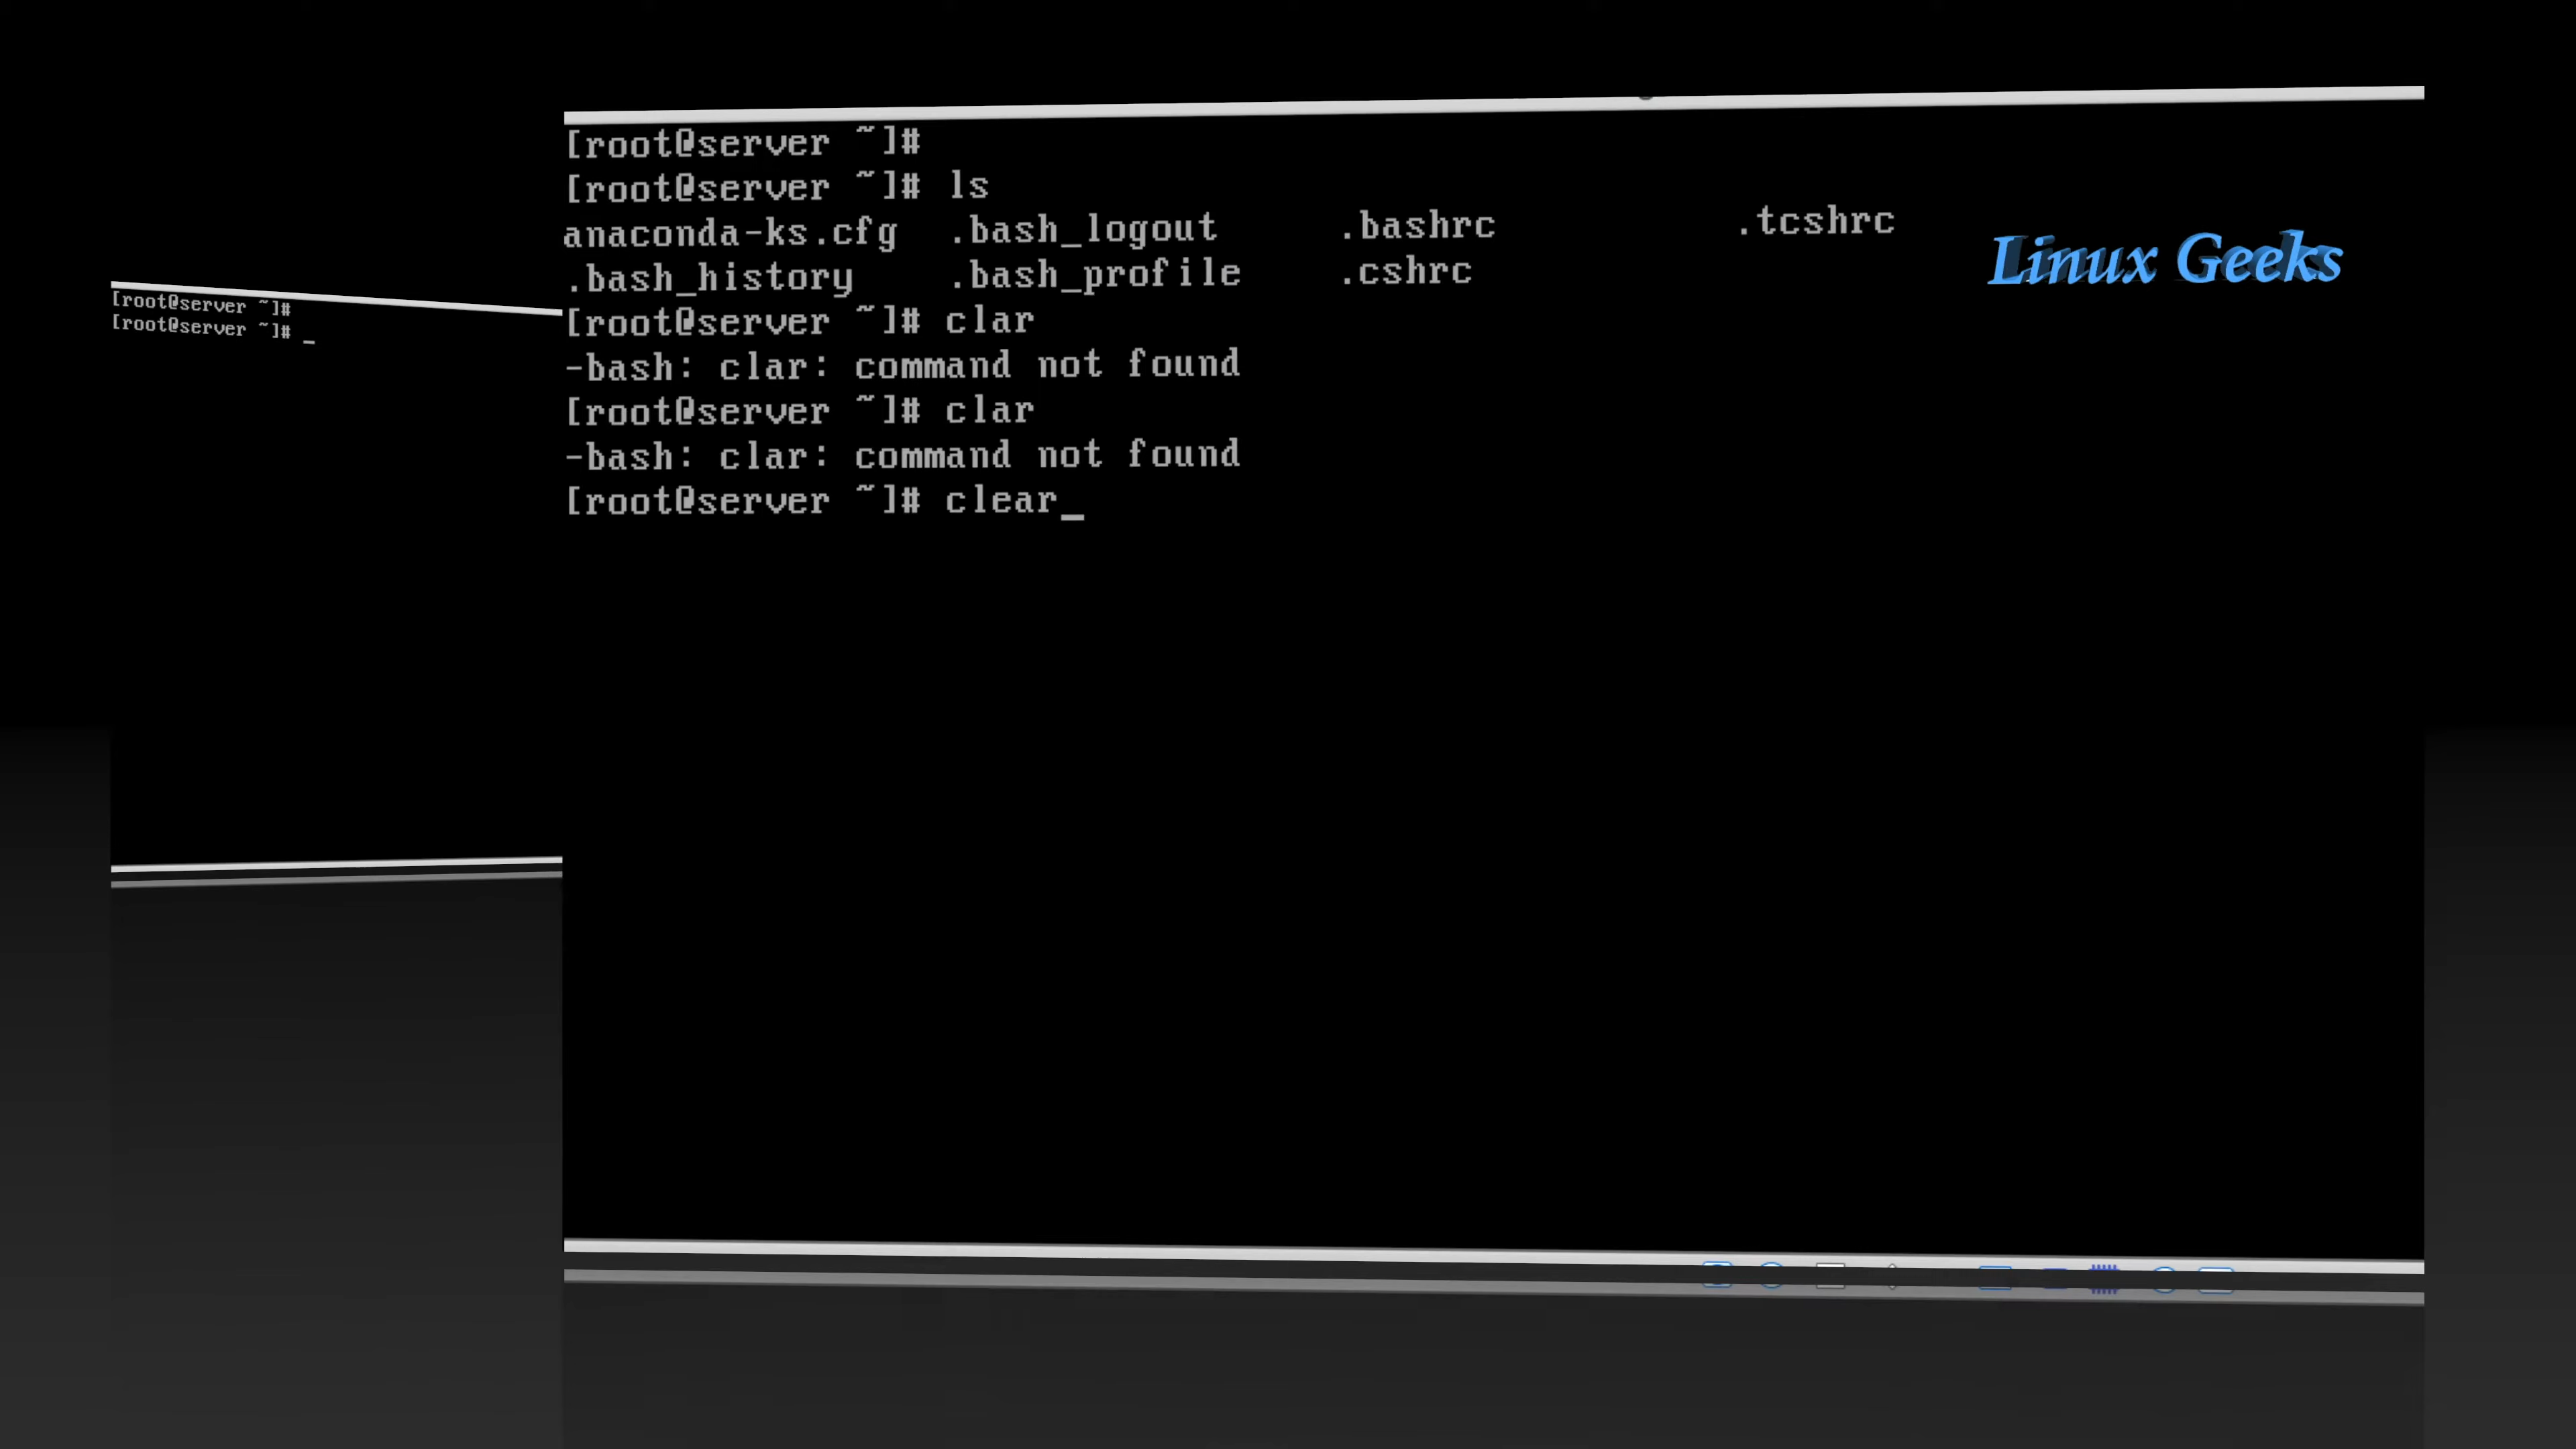 [root@server ~]#
[root@server ~]# _
[root@server ~]#
[root@server ~]# ls
anaconda-ks.cfg .bash_logout .bashrc .tcshrc
.bash_history .bash_profile .cshrc
[root@server ~]# clar
-bash: clar: command not found
[root@server ~]# clar
-bash: clar: command not found
[root@server ~]# clear_
Linux Geeks